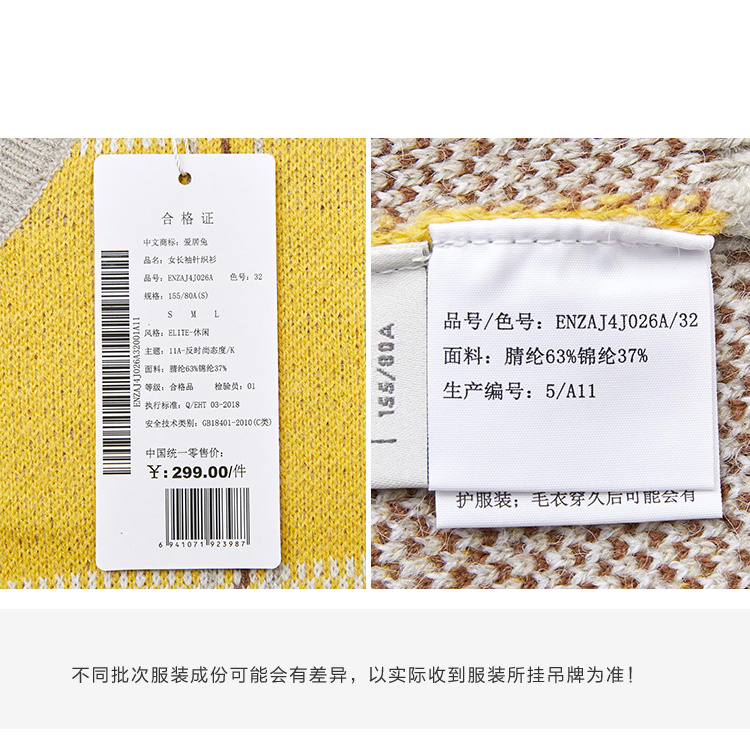 合格证
中文商标: 爱居兔
品名: 女长袖针织衫
品号: ENZAJ4J026A 色号: 32
规格: 155/80A(S)
S M L
风格: ELITE-休闲
主题: 11A-反时尚态度/K
面料: 腈纶63%锦纶37%
等级: 合格品 检验员: 01
执行标准: Q/EHT 03-2018
安全技术类别: GB18401-2010(C类)
中国统一零售价:
¥: 299.00/件
6 941071 923987
ENZAJ4J026A32001A11
155/80A
品号/色号: ENZAJ4J026A/32
面料: 腈纶63%锦纶37%
生产编号: 5/A11
护服装; 毛衣穿久后可能会有
不同批次服装成份可能会有差异，以实际收到服装所挂吊牌为准！